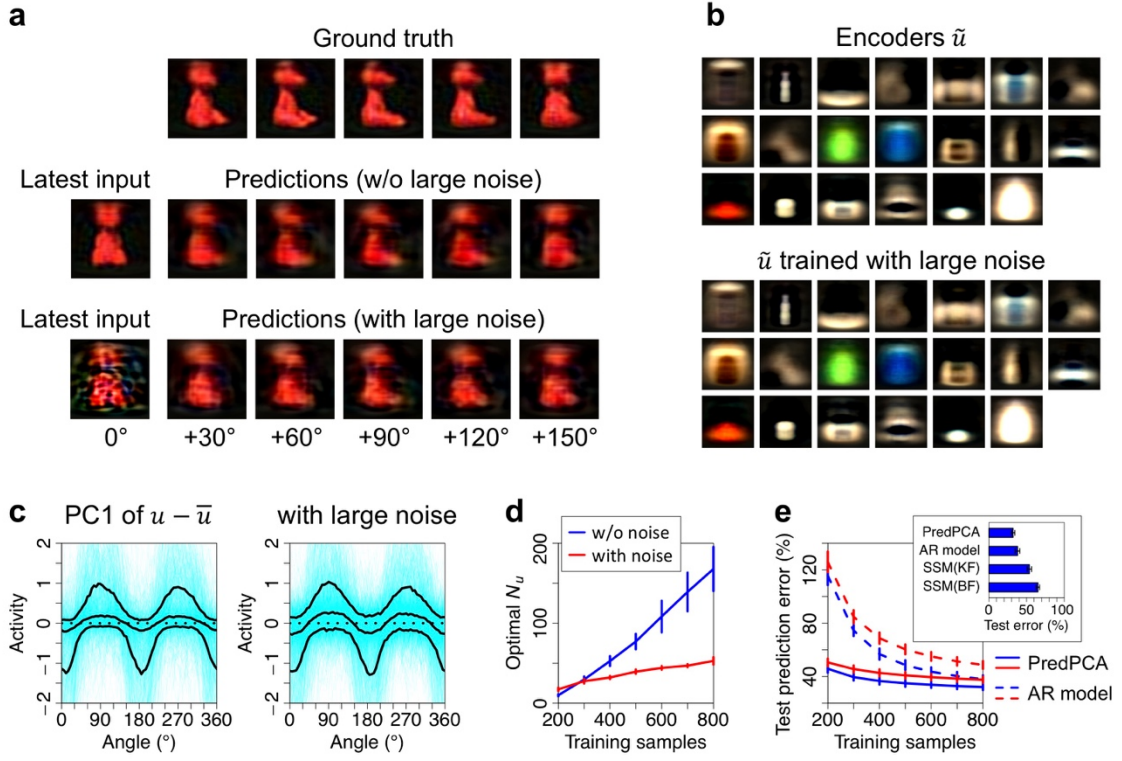 a
Ground truth
Latest input
Predictions (w/o large noise)
Latest input
Predictions (with large noise)
0°
+30°
+60°
+90°
+120°
+150°
b
Encoders ũ
ũ trained with large noise
c
PC1 of u − u̅
Activity
2
1
0
−1
−2
0 90 180 270 360
Angle (°)
with large noise
Activity
2
1
0
−1
−2
0 90 180 270 360
Angle (°)
d
w/o noise
with noise
Optimal Nᵤ
200
150
100
50
0
200 400 600 800
Training samples
e
Test prediction error (%)
120
80
40
200 400 600 800
Training samples
PredPCA
AR model
SSM(KF)
SSM(BF)
0 50 100
Test error (%)
PredPCA
AR model